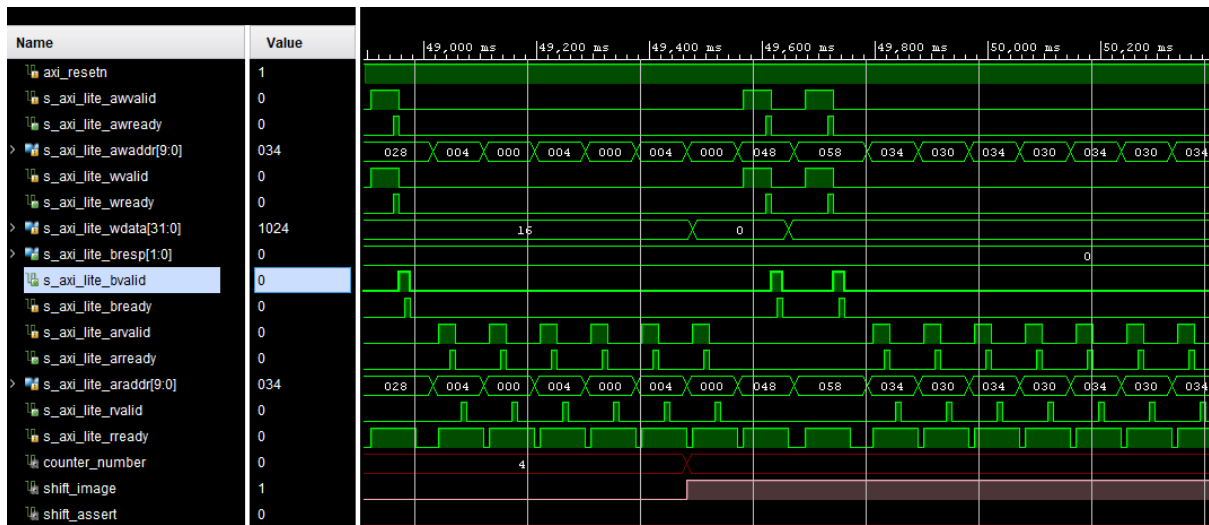 Name Value 49,000 ms 49,200 ms 49,400 ms 49,600 ms 49,800 ms 50,000 ms 50,200 ms
axi_resetn 1
s_axi_lite_awvalid 0
s_axi_lite_awready 0
s_axi_lite_awaddr[9:0] 034 028 004 000 004 000 004 000 048 058 034 030 034 030 034 030 034
s_axi_lite_wvalid 0
s_axi_lite_wready 0
s_axi_lite_wdata[31:0] 1024 16 0
s_axi_lite_bresp[1:0] 0 0
s_axi_lite_bvalid 0
s_axi_lite_bready 0
s_axi_lite_arvalid 0
s_axi_lite_arready 0
s_axi_lite_araddr[9:0] 034 028 004 000 004 000 004 000 048 058 034 030 034 030 034 030 034
s_axi_lite_rvalid 0
s_axi_lite_rready 0
counter_number 0 4
shift_image 1
shift_assert 0